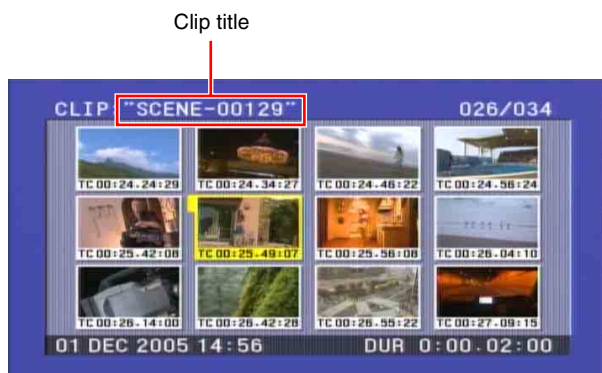 Clip title
CLIP:"SCENE-00129" 026/034
TC 00:24.24:29 TC 00:24.34:27 TC 00:24.46:22 TC 00:24.56:24
TC 00:25.42:08 TC 00:25.49:07 TC 00:25.56:08 TC 00:26.04:10
TC 00:26.14:00 TC 00:26.42:28 TC 00:26.55:22 TC 00:27.09:15
01 DEC 2005 14:56 DUR 0:00.02:00